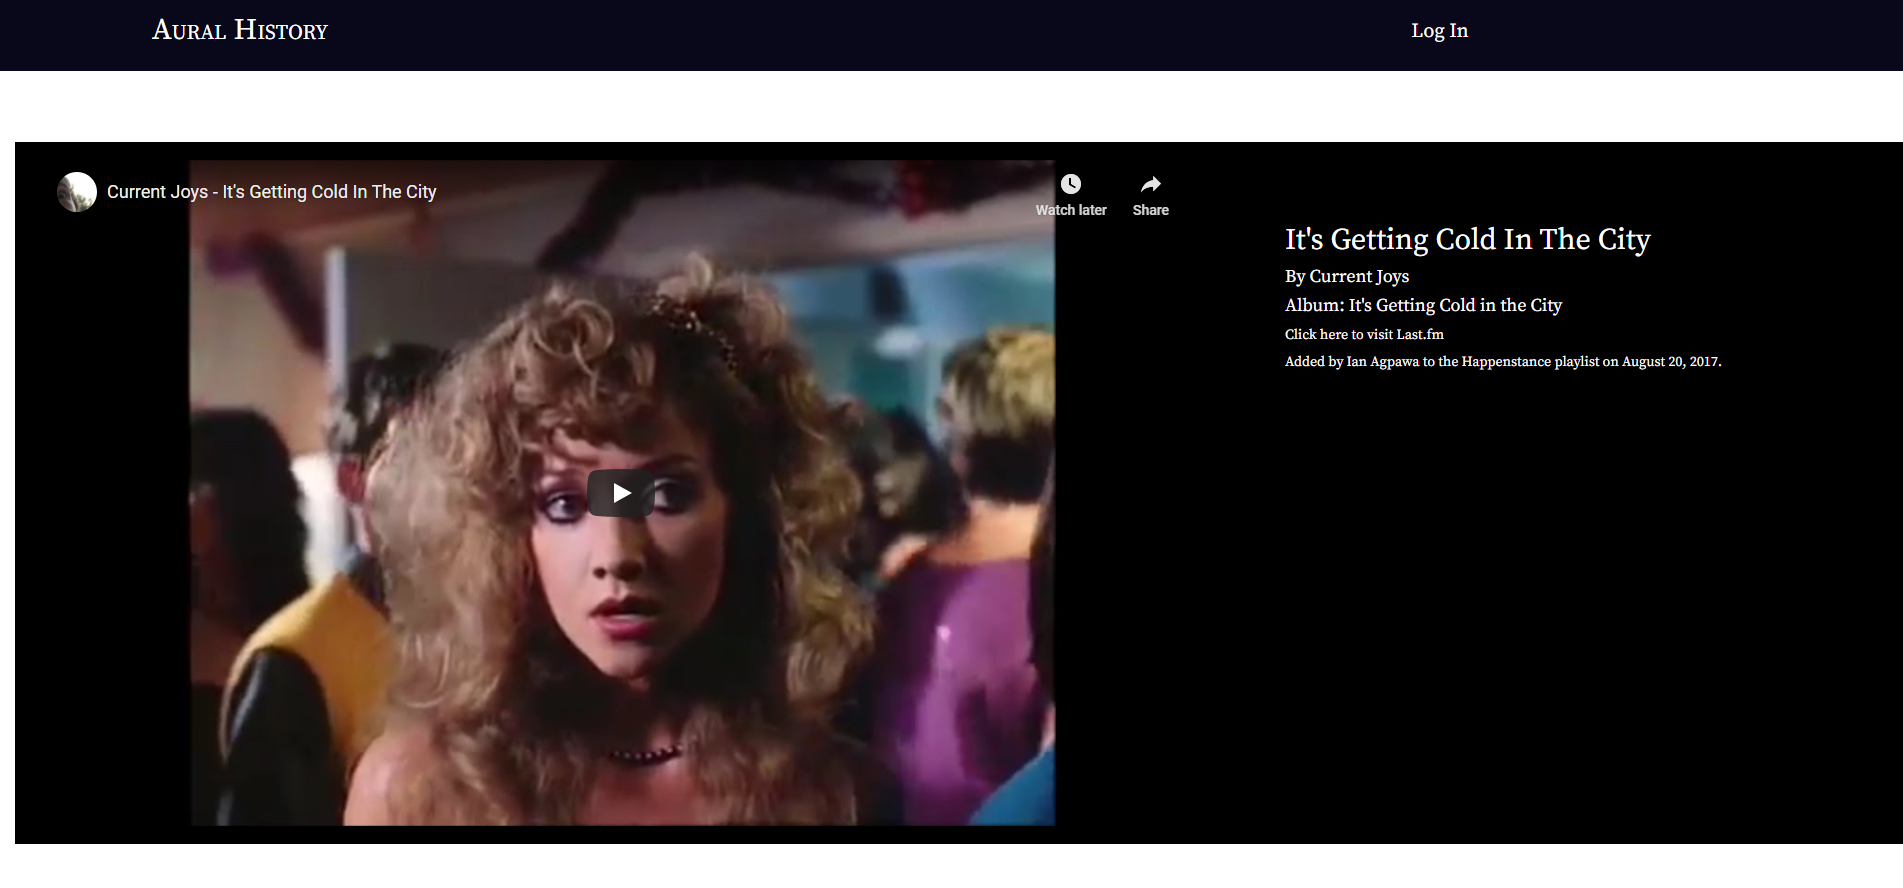 Aural History
Log In
Current Joys - It's Getting Cold In The City
Watch later
Share
It's Getting Cold In The City
By Current Joys
Album: It's Getting Cold in the City
Click here to visit Last.fm
Added by Ian Agpawa to the Happenstance playlist on August 20, 2017.